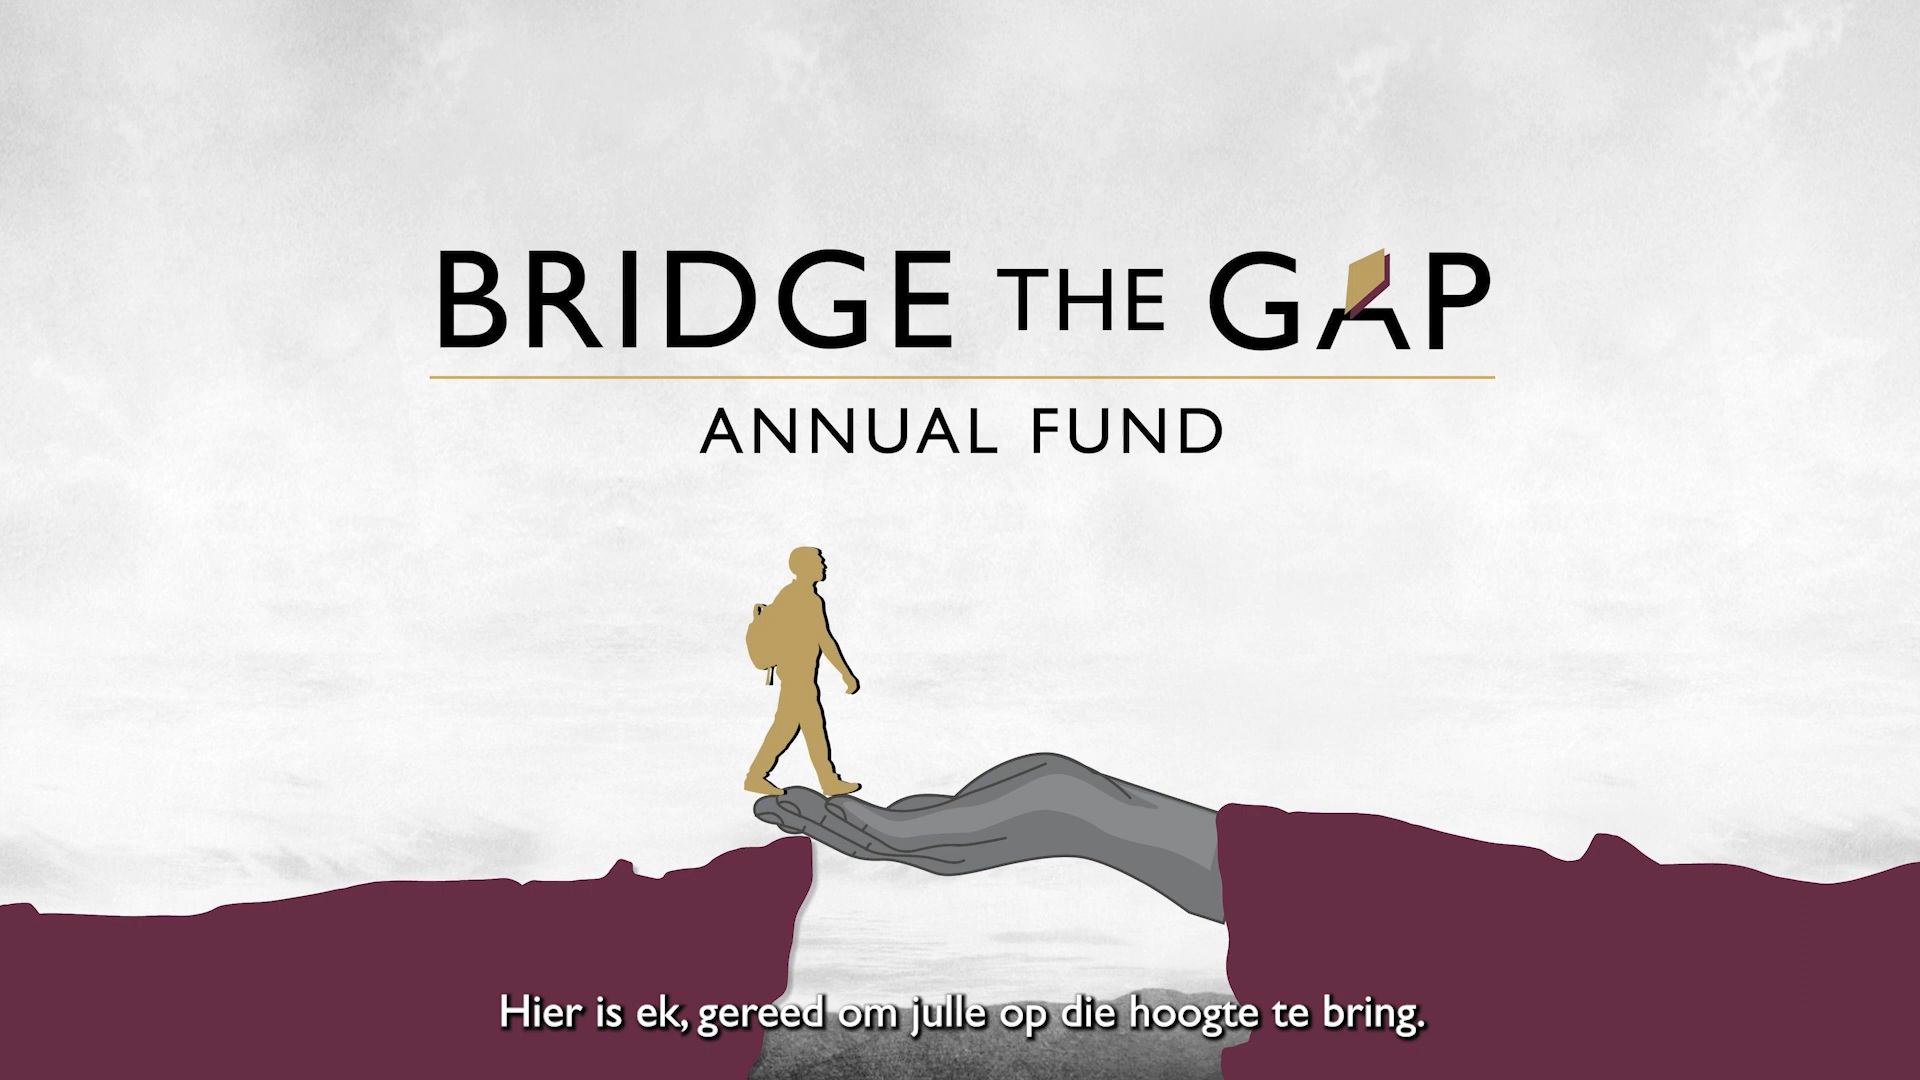 BRIDGE THE GAP
ANNUAL FUND
Hier is ek, gereed om julle op die hoogte te bring.